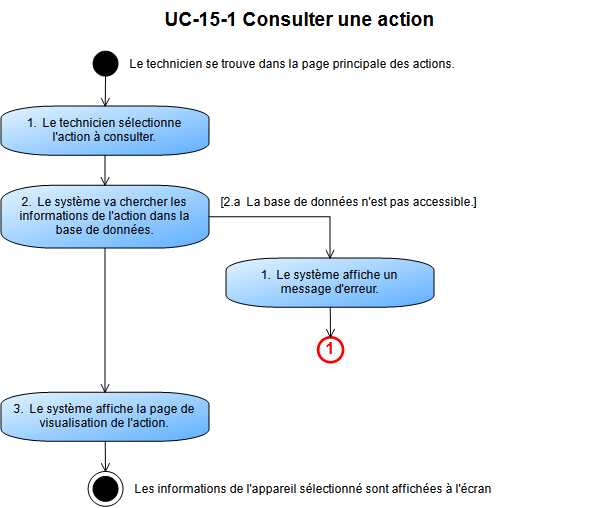 UC-15-1 Consulter une action
Le technicien se trouve dans la page principale des actions.
1. Le technicien sélectionne
l'action à consulter.
2. Le système va chercher les
informations de l'action dans la
base de données.
[2.a La base de données n'est pas accessible.]
1. Le système affiche un
message d'erreur.
1
3. Le système affiche la page de
visualisation de l'action.
Les informations de l'appareil sélectionné sont affichées à l'écran